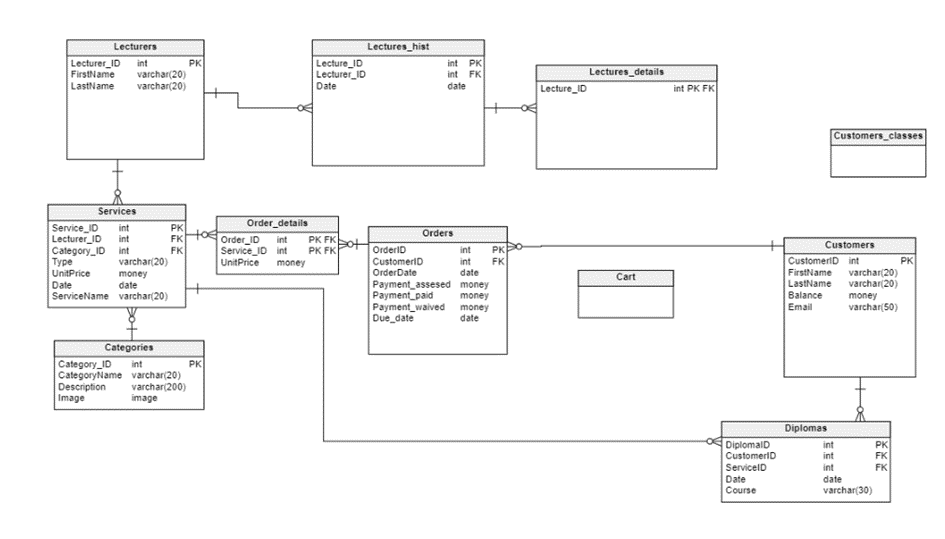 Lecturers
Lecturer_ID int PK
FirstName varchar(20)
LastName varchar(20)
Lectures_hist
Lecture_ID int PK
Lecturer_ID int FK
Date date
Lectures_details
Lecture_ID int PK FK
Customers_classes
Services
Service_ID int PK
Lecturer_ID int FK
Category_ID int FK
Type varchar(20)
UnitPrice money
Date date
ServiceName varchar(20)
Order_details
Order_ID int PK FK
Service_ID int PK FK
UnitPrice money
Orders
OrderID int PK
CustomerID int FK
OrderDate date
Payment_assesed money
Payment_paid money
Payment_waived money
Due_date date
Cart
Customers
CustomerID int PK
FirstName varchar(20)
LastName varchar(20)
Balance money
Email varchar(50)
Categories
Category_ID int PK
CategoryName varchar(20)
Description varchar(200)
Image image
Diplomas
DiplomaID int PK
CustomerID int FK
ServiceID int FK
Date date
Course varchar(30)